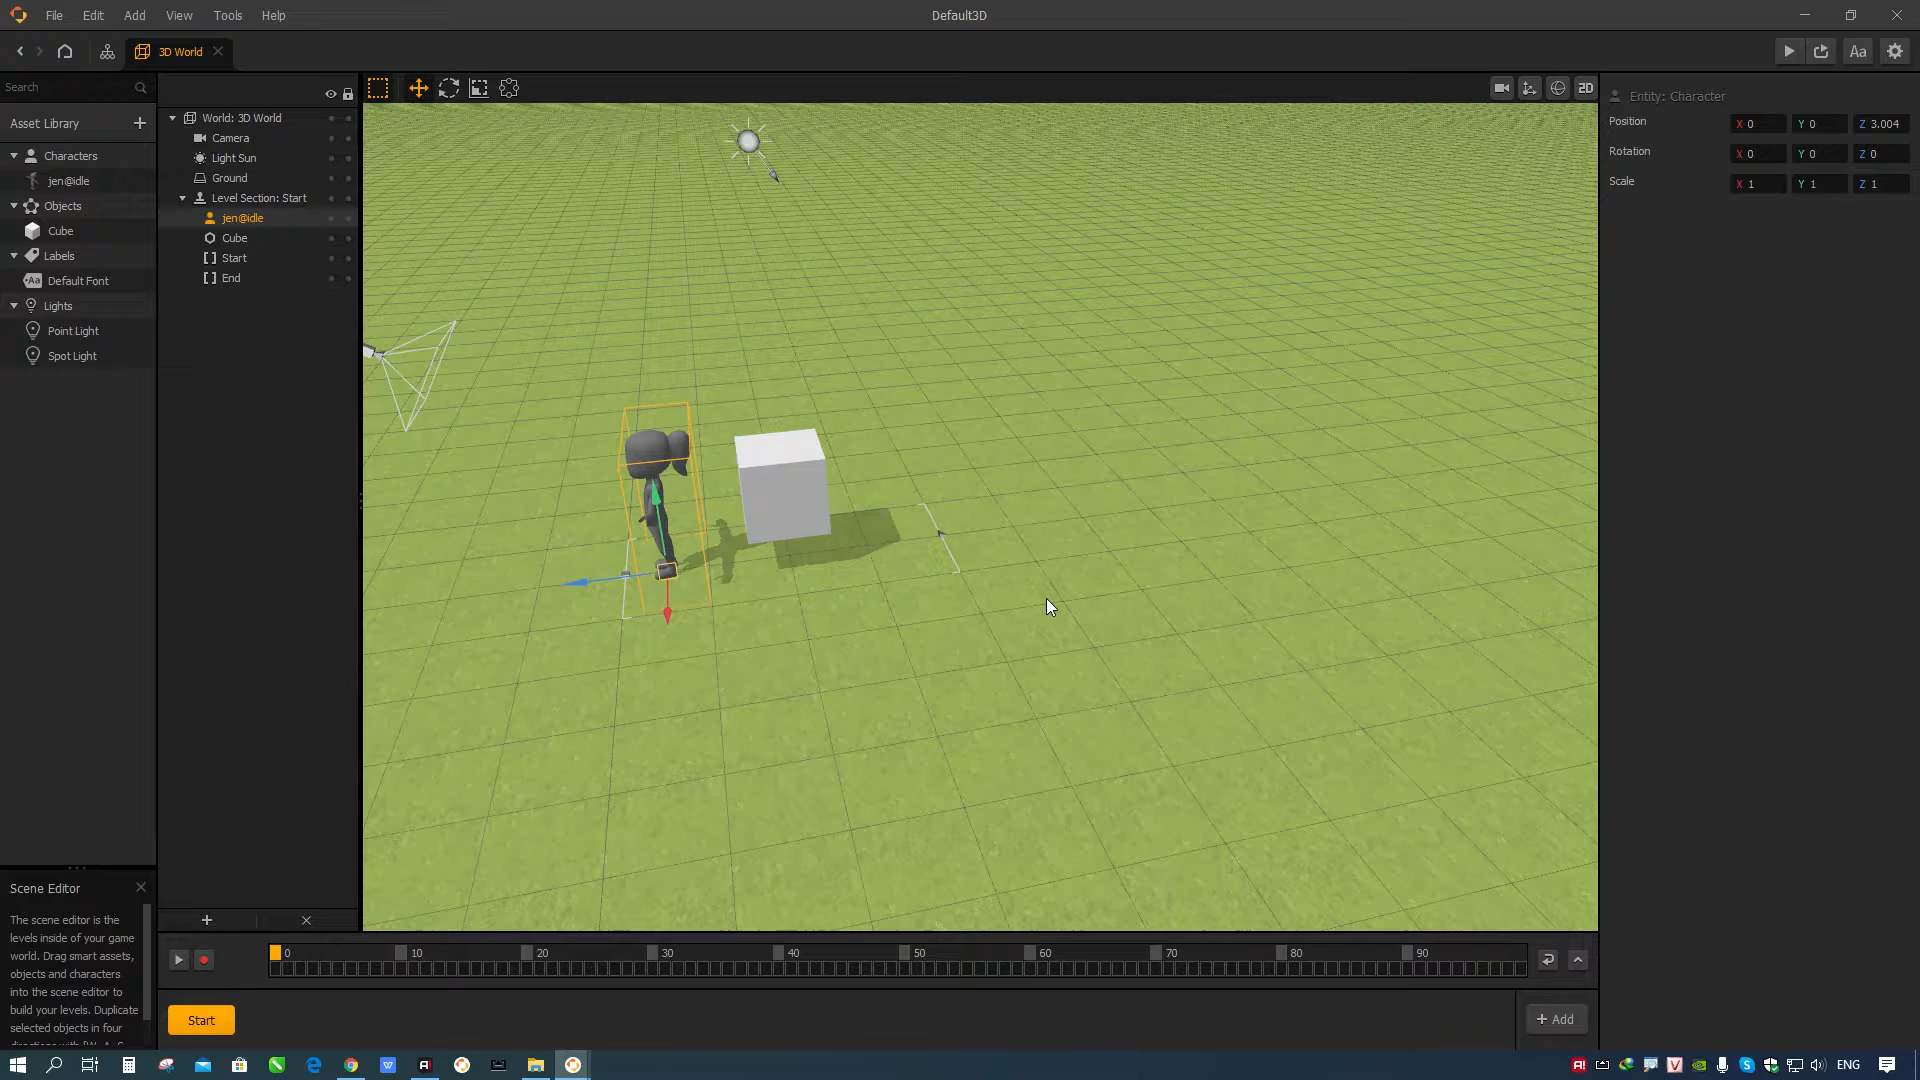 File Edit Add View Tools Help
Default3D
3D World
Aa
Search
Asset Library
Characters
jen@idle
Objects
Cube
Labels
Aa Default Font
Lights
Point Light
Spot Light
World: 3D World
Camera
Light Sun
Ground
Level Section: Start
jen@idle
Cube
Start
End
2D
Entity: Character
Position X 0 Y 0 Z 3.004
Rotation X 0 Y 0 Z 0
Scale X 1 Y 1 Z 1
Scene Editor
The scene editor is the
levels inside of your game
world. Drag smart assets,
objects and characters
into the scene editor to
build your levels. Duplicate
selected objects in four
0 10 20 30 40 50 60 70 80 90
Start
+ Add
ENG